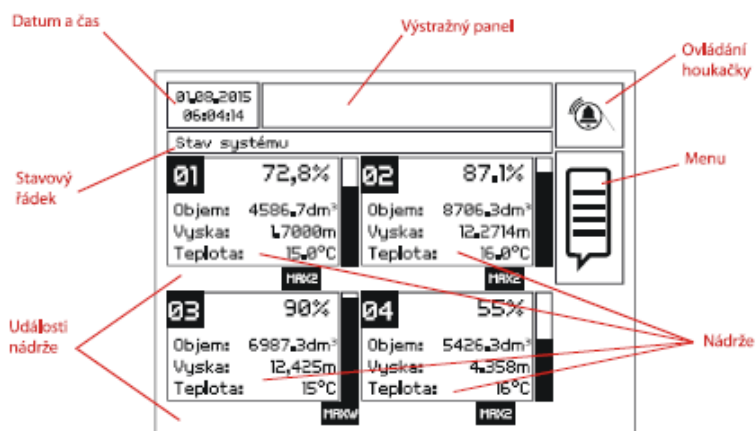 Datum a čas
Výstražný panel
Ovládání
houkačky
01.08.2015
06:04:14
Stav systému
Menu
Stavový
řádek
01 72,8%
Objem: 4586.7dm³
Vyska: 1.7000m
Teplota: 15.0°C
MAX2
02 87.1%
Objem: 8706.3dm³
Vyska: 12.2714m
Teplota: 16.0°C
MAX2
03 90%
Objem: 6987.3dm³
Vyska: 12,425m
Teplota: 15°C
MAXW
04 55%
Objem: 5426.3dm³
Vyska: 4.358m
Teplota: 16°C
MAX2
Události
nádrže
Nádrže